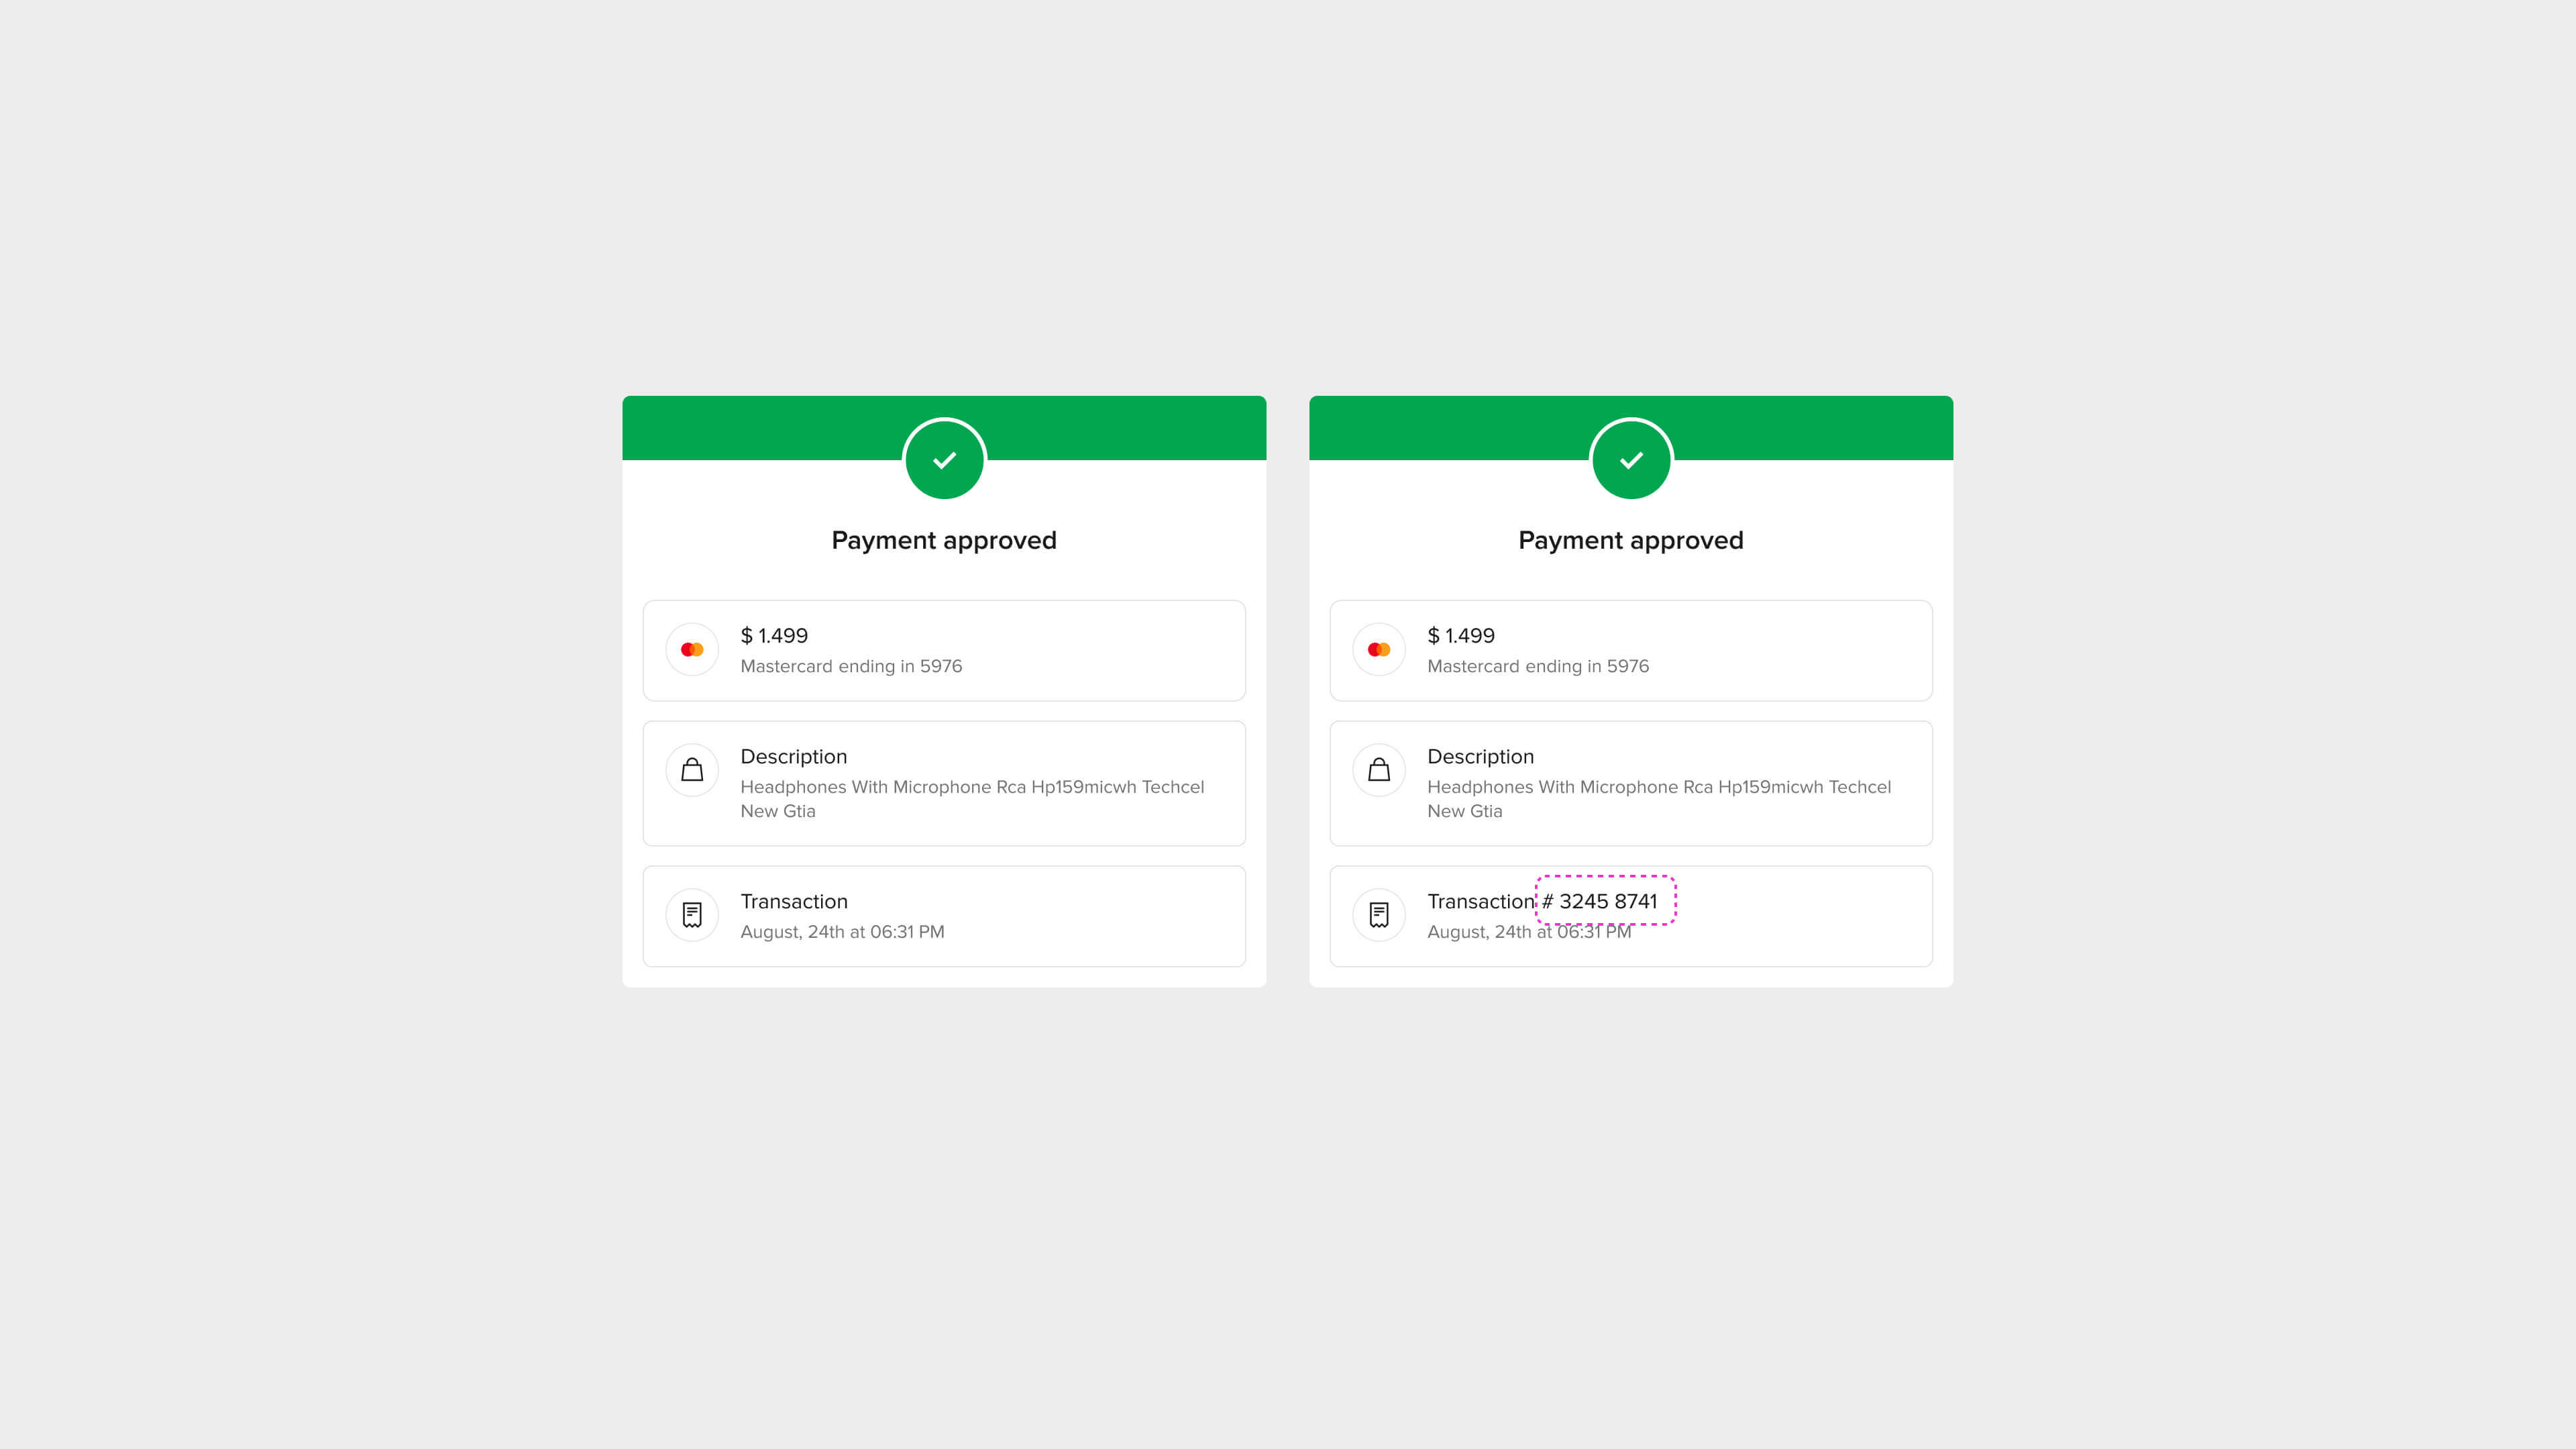 Payment approved
$ 1.499
Mastercard ending in 5976
Description
Headphones With Microphone Rca Hp159micwh Techcel
New Gtia
Transaction
August, 24th at 06:31 PM
Payment approved
$ 1.499
Mastercard ending in 5976
Description
Headphones With Microphone Rca Hp159micwh Techcel
New Gtia
Transaction # 3245 8741
August, 24th at 06:31 PM